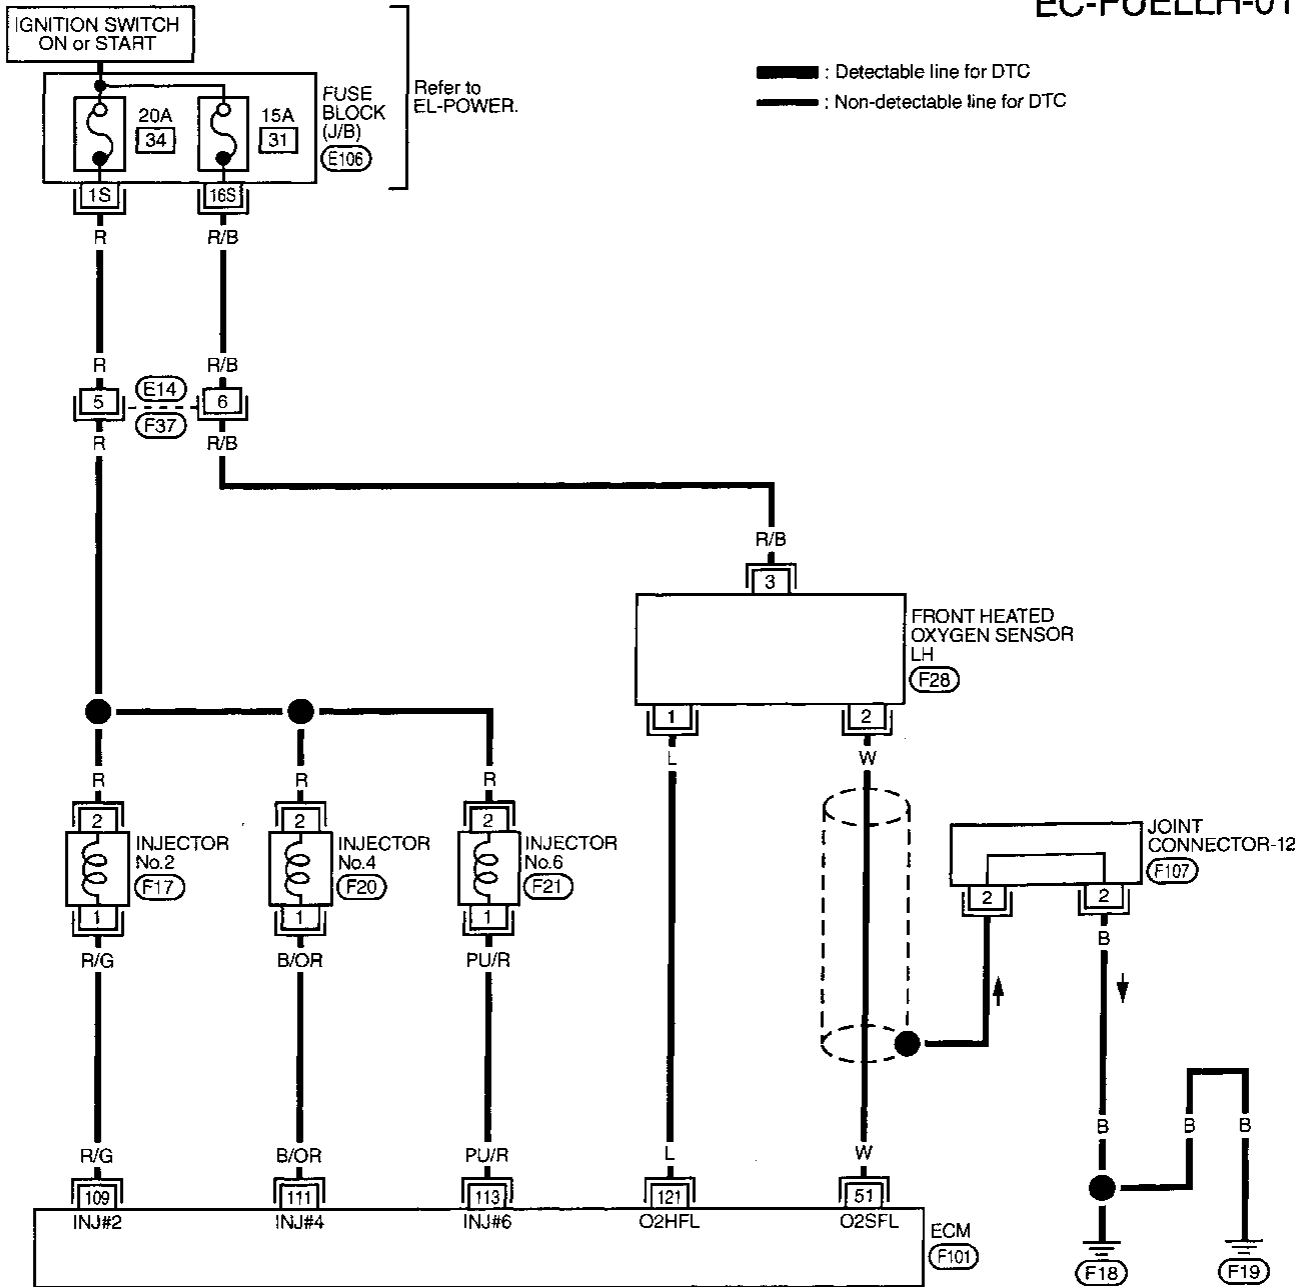 EC-FUELLH-01
IGNITION SWITCH
ON or START
: Detectable line for DTC
: Non-detectable line for DTC
Refer to
EL-POWER.
FUSE
BLOCK
(J/B)
E106
20A
34
15A
31
1S
16S
R
R/B
R
R/B
5
E14
F37
6
R
R/B
R/B
3
FRONT HEATED
OXYGEN SENSOR
LH
F28
1
2
L
W
R
R
R
2
INJECTOR
No.2
F17
1
2
INJECTOR
No.4
F20
1
2
INJECTOR
No.6
F21
1
JOINT
CONNECTOR-12
F107
2
2
B
R/G
B/OR
PU/R
B
B
B
R/G
B/OR
PU/R
L
W
109
111
113
121
51
INJ#2
INJ#4
INJ#6
O2HFL
O2SFL
ECM
F101
F18
F19